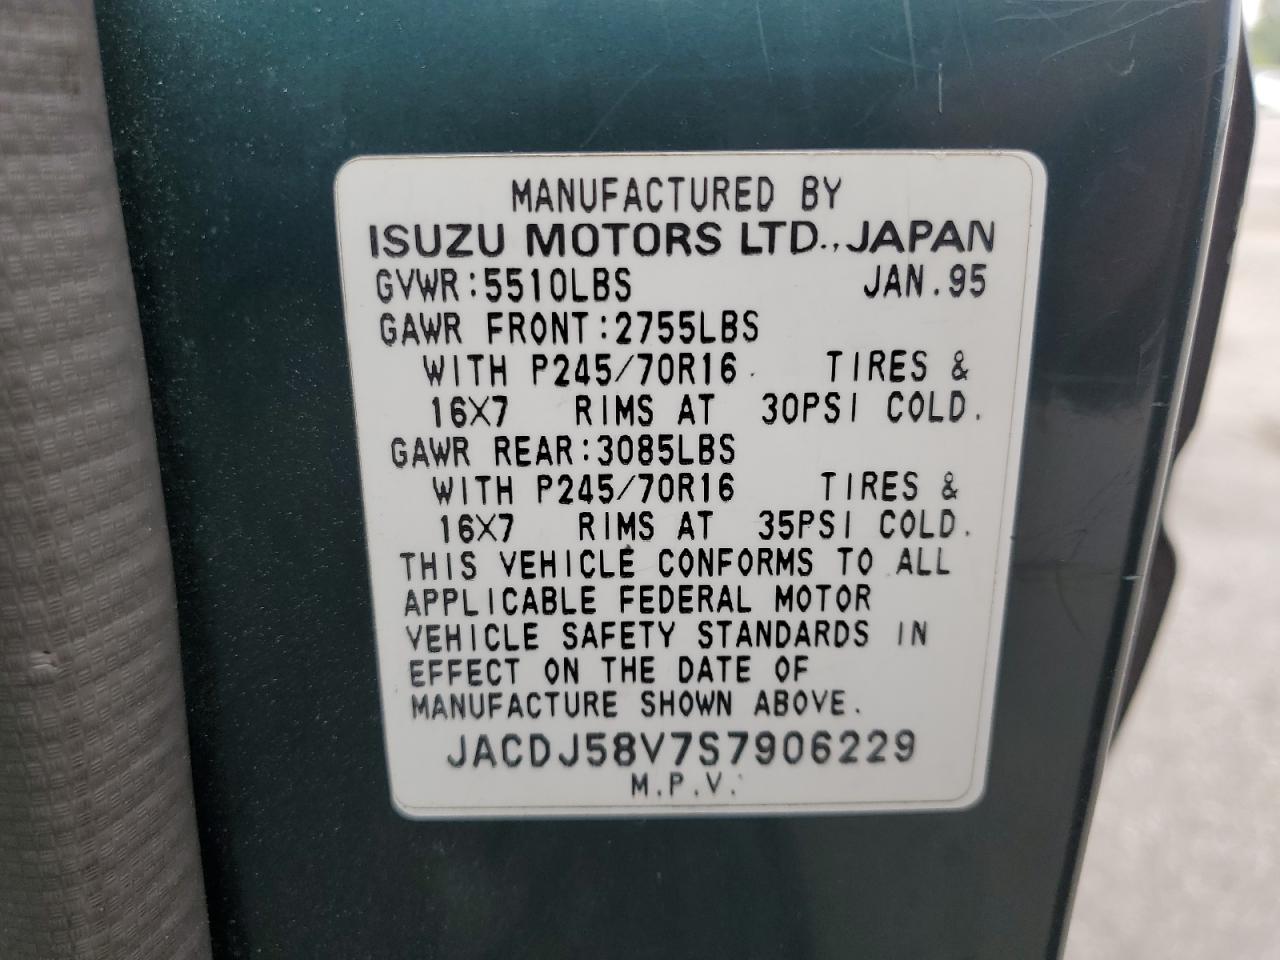 MANUFACTURED BY
ISUZU MOTORS LTD., JAPAN
GVWR:5510LBS JAN.95
GAWR FRONT:2755LBS
WITH P245/70R16 TIRES &
16X7 RIMS AT 30PSI COLD.
GAWR REAR:3085LBS
WITH P245/70R16 TIRES &
16X7 RIMS AT 35PSI COLD.
THIS VEHICLE CONFORMS TO ALL
APPLICABLE FEDERAL MOTOR
VEHICLE SAFETY STANDARDS IN
EFFECT ON THE DATE OF
MANUFACTURE SHOWN ABOVE.
JACDJ58V7S7906229
M.P.V.